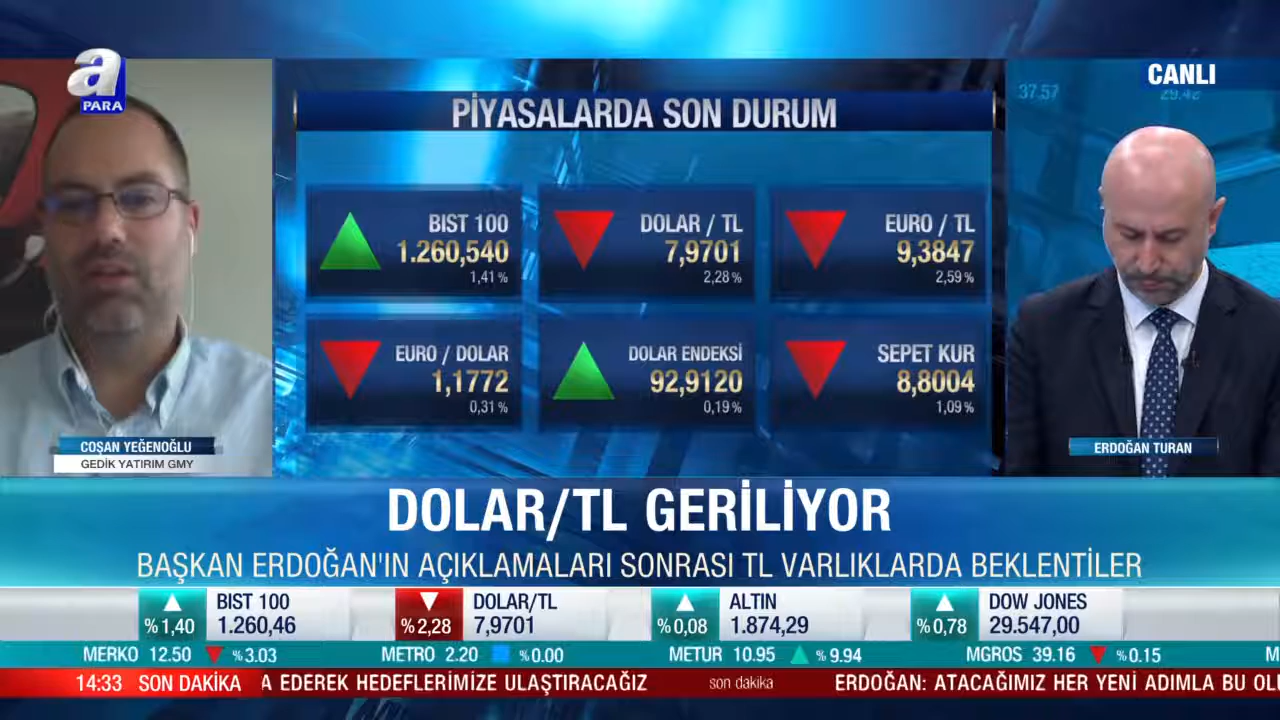 a
PARA
CANLI
37.57
29.42
PİYASALARDA SON DURUM
BIST 100
1.260,540
1,41 %
DOLAR / TL
7,9701
2,28 %
EURO / TL
9,3847
2,59 %
EURO / DOLAR
1,1772
0,31 %
DOLAR ENDEKSİ
92,9120
0,19 %
SEPET KUR
8,8004
1,09 %
COŞAN YEĞENOĞLU
GEDİK YATIRIM GMY
ERDOĞAN TURAN
DOLAR/TL GERİLİYOR
BAŞKAN ERDOĞAN'IN AÇIKLAMALARI SONRASI TL VARLIKLARDA BEKLENTİLER
%1,40 BIST 100 1.260,46
%2,28 DOLAR/TL 7,9701
%0,08 ALTIN 1.874,29
%0,78 DOW JONES 29.547,00
MERKO 12.50 %3.03 METRO 2.20 %0.00 METUR 10.95 %9.94 MGROS 39.16 %0.15 M
14:33 SON DAKİKA A EDEREK HEDEFLERİMİZE ULAŞTIRACAĞIZ son dakika ERDOĞAN: ATACAĞIMIZ HER YENİ ADIMLA BU OLU